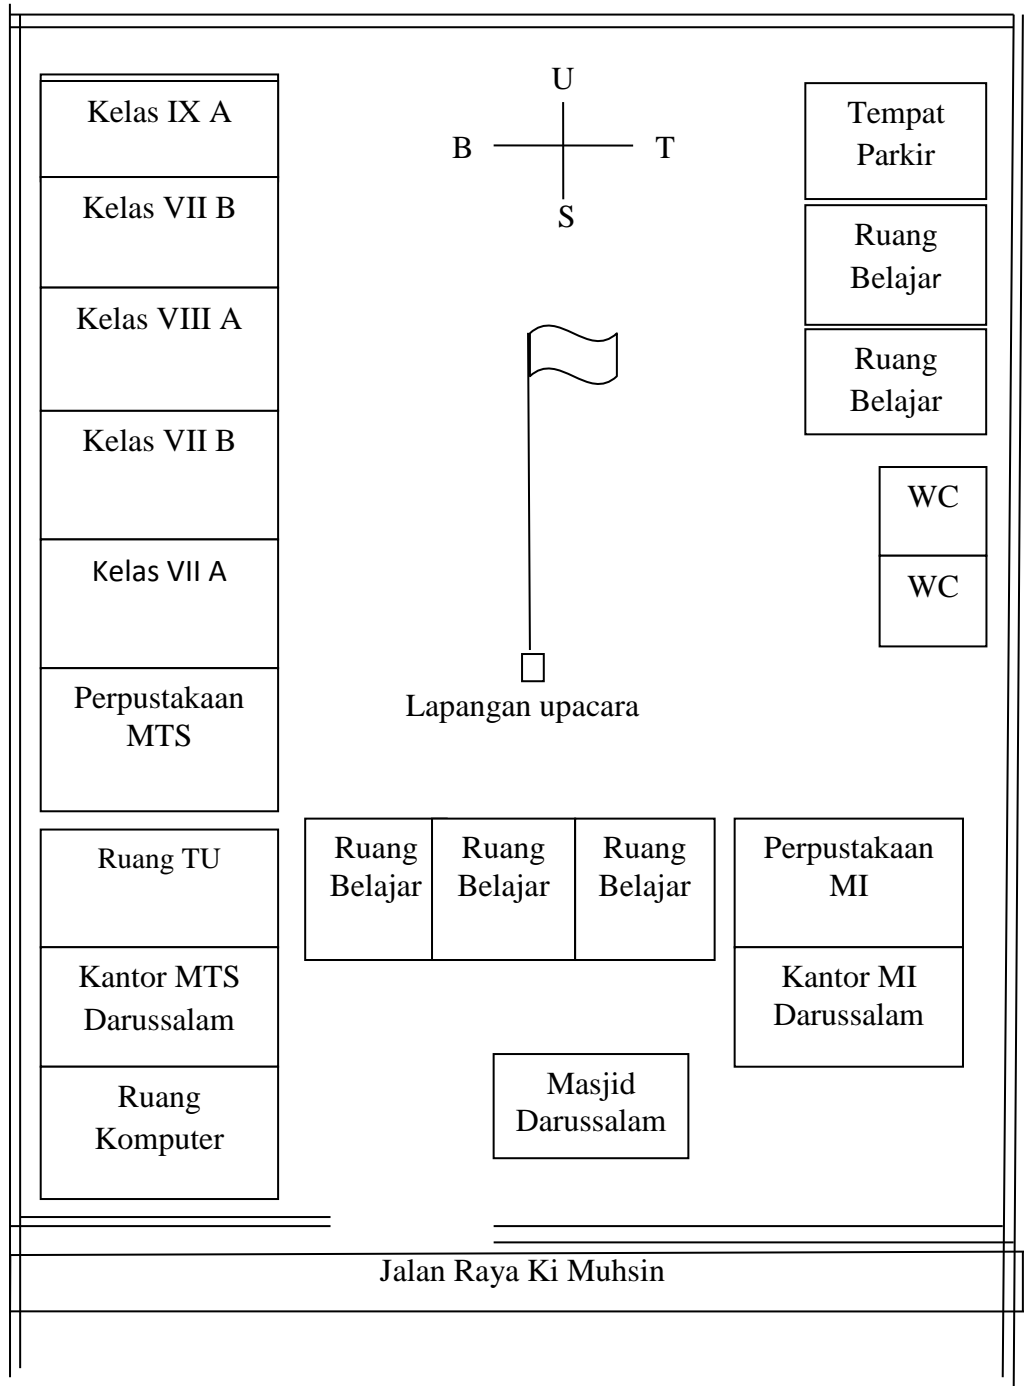 U
B
T
S
Kelas IX A
Kelas VII B
Kelas VIII A
Kelas VII B
Kelas VII A
Perpustakaan
MTS
Tempat
Parkir
Ruang
Belajar
Ruang
Belajar
WC
WC
Lapangan upacara
Ruang TU
Kantor MTS
Darussalam
Ruang
Komputer
Ruang
Belajar
Ruang
Belajar
Ruang
Belajar
Perpustakaan
MI
Kantor MI
Darussalam
Masjid
Darussalam
Jalan Raya Ki Muhsin